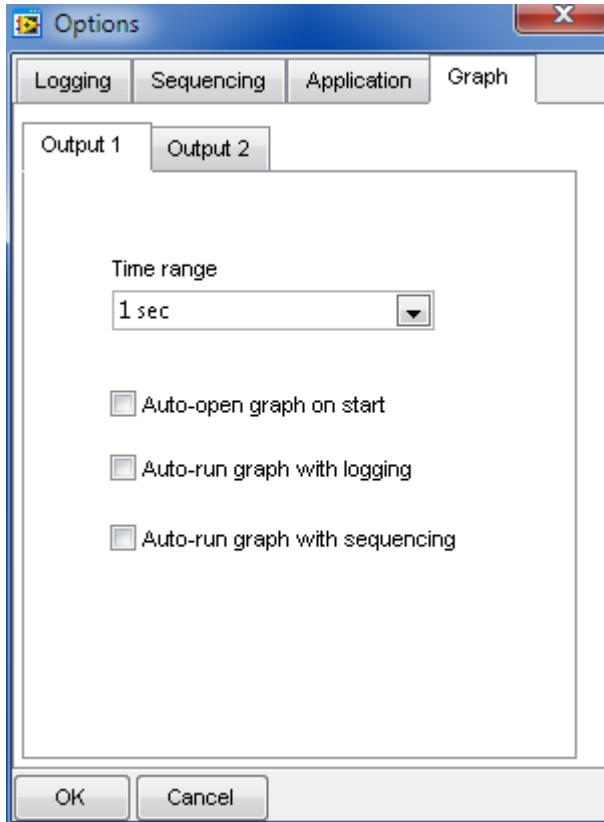 Options
Logging Sequencing Application Graph
Output 1 Output 2
Time range
1 sec
Auto-open graph on start
Auto-run graph with logging
Auto-run graph with sequencing
OK Cancel